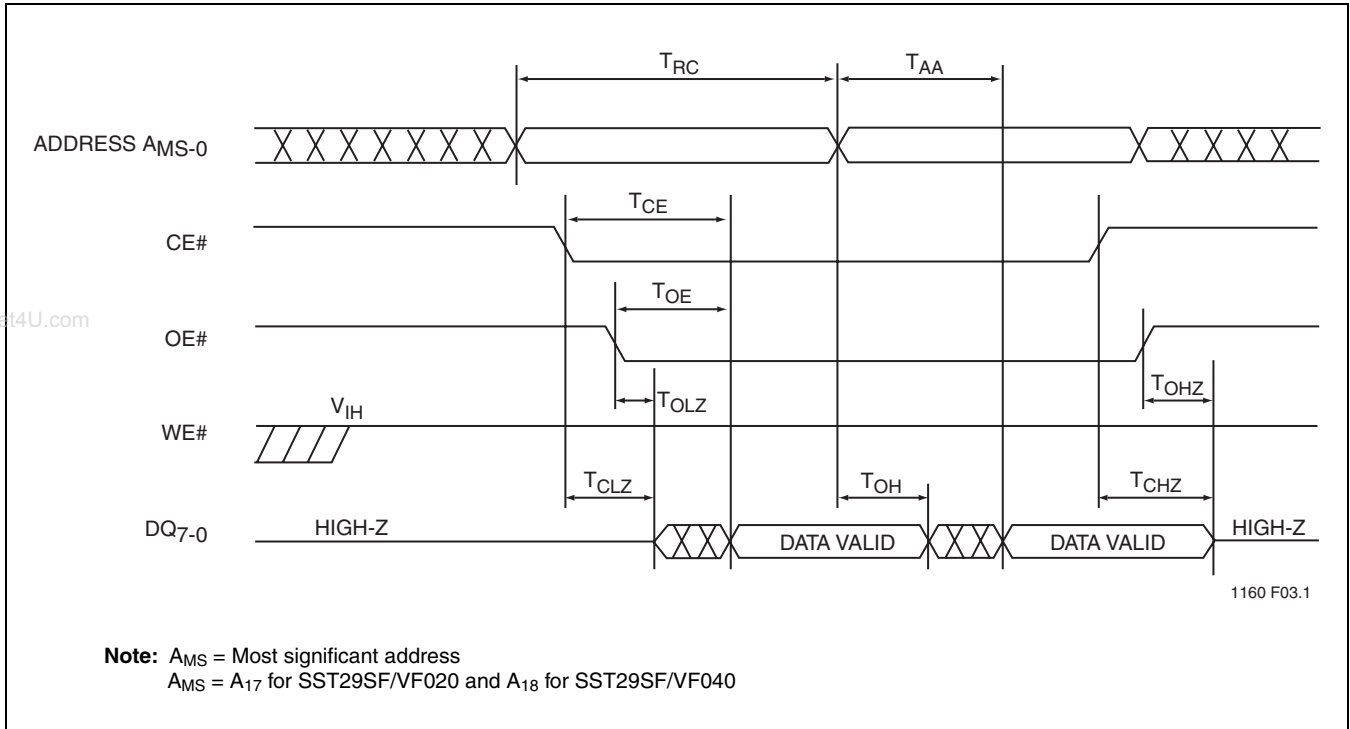 TRC TAA
ADDRESS AMS-0
TCE
CE#
TOE
et4U.com
OE#
TOHZ
TOLZ
VIH
WE#
TCLZ TOH TCHZ
DQ7-0 HIGH-Z DATA VALID DATA VALID HIGH-Z
1160 F03.1
Note: AMS = Most significant address
AMS = A17 for SST29SF/VF020 and A18 for SST29SF/VF040